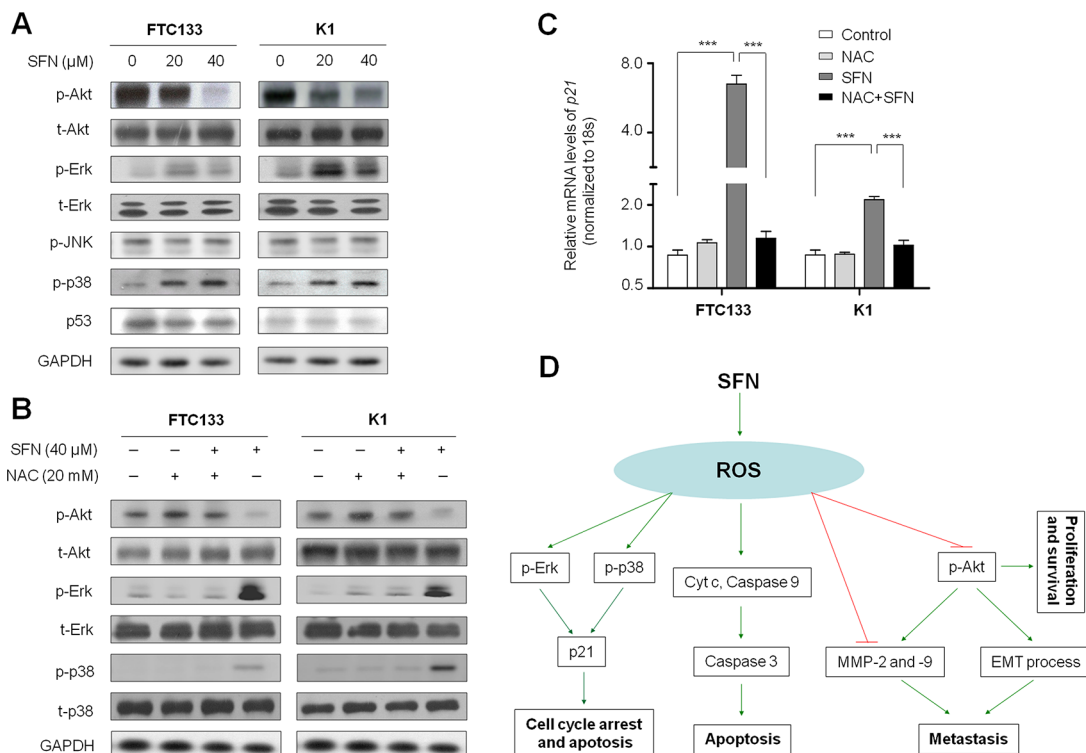 A
FTC133 K1
SFN (µM) 0 20 40 0 20 40
p-Akt
t-Akt
p-Erk
t-Erk
p-JNK
p-p38
p53
GAPDH
B
FTC133 K1
SFN (40 µM) – – + + – – + +
NAC (20 mM) – + + – – + + –
p-Akt
t-Akt
p-Erk
t-Erk
p-p38
t-p38
GAPDH
C
Control
NAC
SFN
NAC+SFN
Relative mRNA levels of p21
(normalized to 18s)
8.0
4.0
2.0
1.0
0.5
*** ***
*** ***
FTC133 K1
D
SFN
ROS
p-Erk p-p38
Cyt c, Caspase 9
p-Akt
Proliferation
and survival
p21
Caspase 3
MMP-2 and -9
EMT process
Cell cycle arrest
and apotosis
Apoptosis
Metastasis